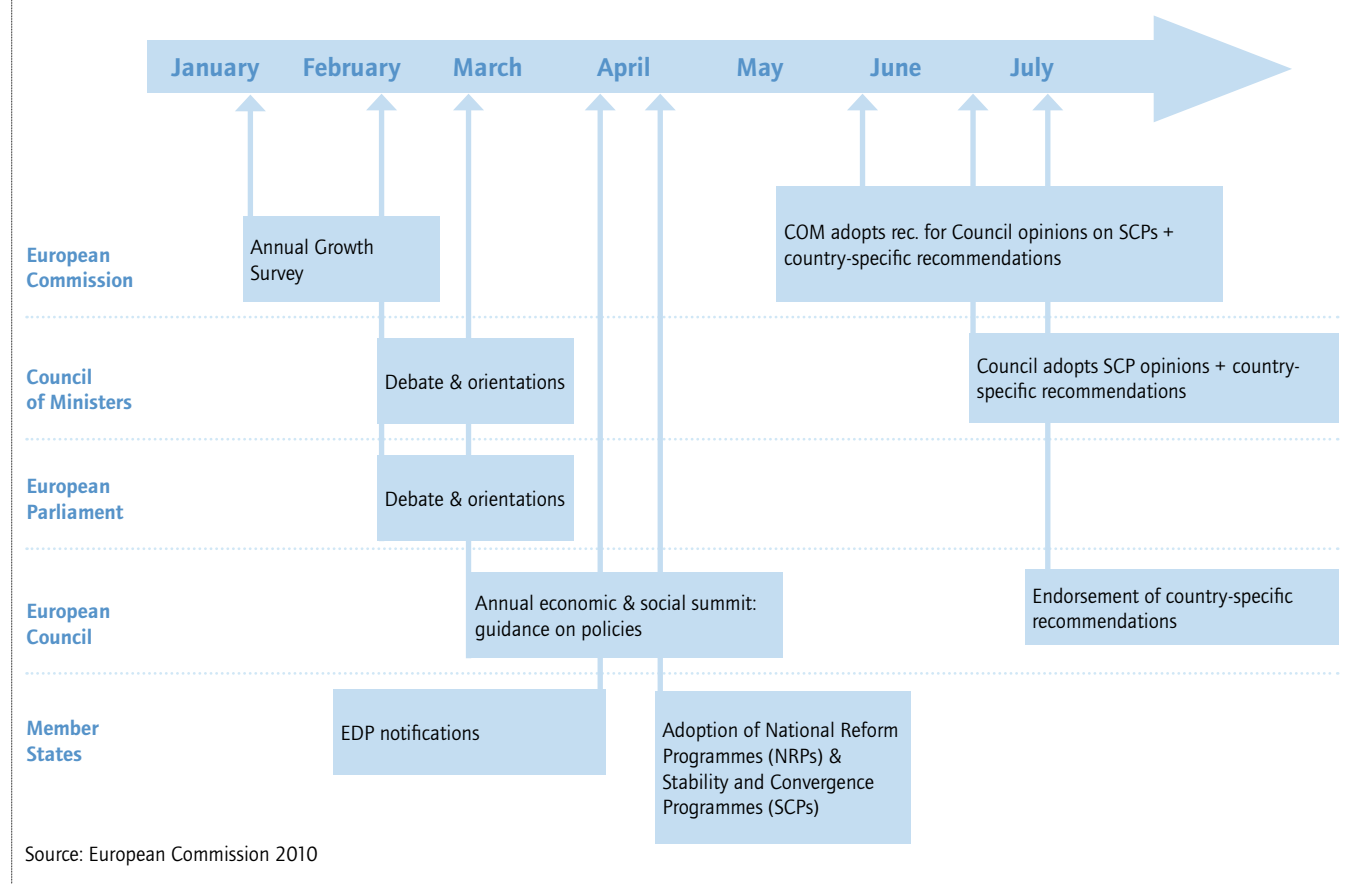 January February March April May June July
European
Commission
Annual Growth
Survey
COM adopts rec. for Council opinions on SCPs +
country-specific recommendations
Council
of Ministers
Debate & orientations
Council adopts SCP opinions + country-
specific recommendations
European
Parliament
Debate & orientations
European
Council
Annual economic & social summit:
guidance on policies
Endorsement of country-specific
recommendations
Member
States
EDP notifications
Adoption of National Reform
Programmes (NRPs) &
Stability and Convergence
Programmes (SCPs)
Source: European Commission 2010